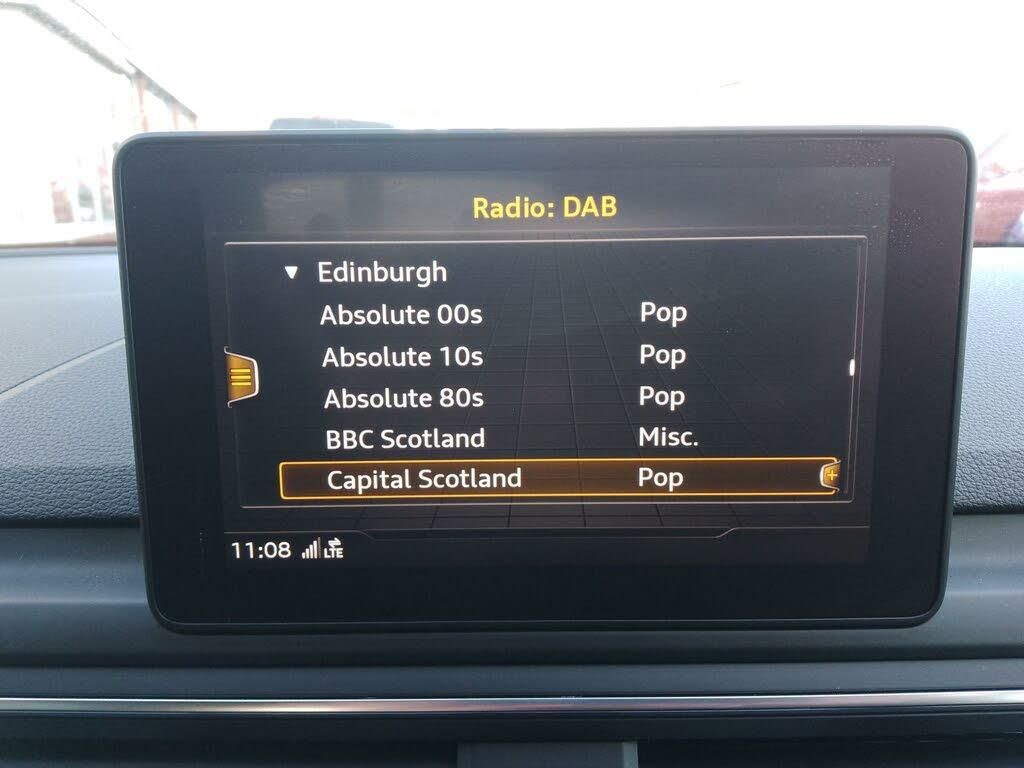 Radio: DAB
▼ Edinburgh
Absolute 00s Pop
Absolute 10s Pop
Absolute 80s Pop
BBC Scotland Misc.
Capital Scotland Pop
11:08 LTE